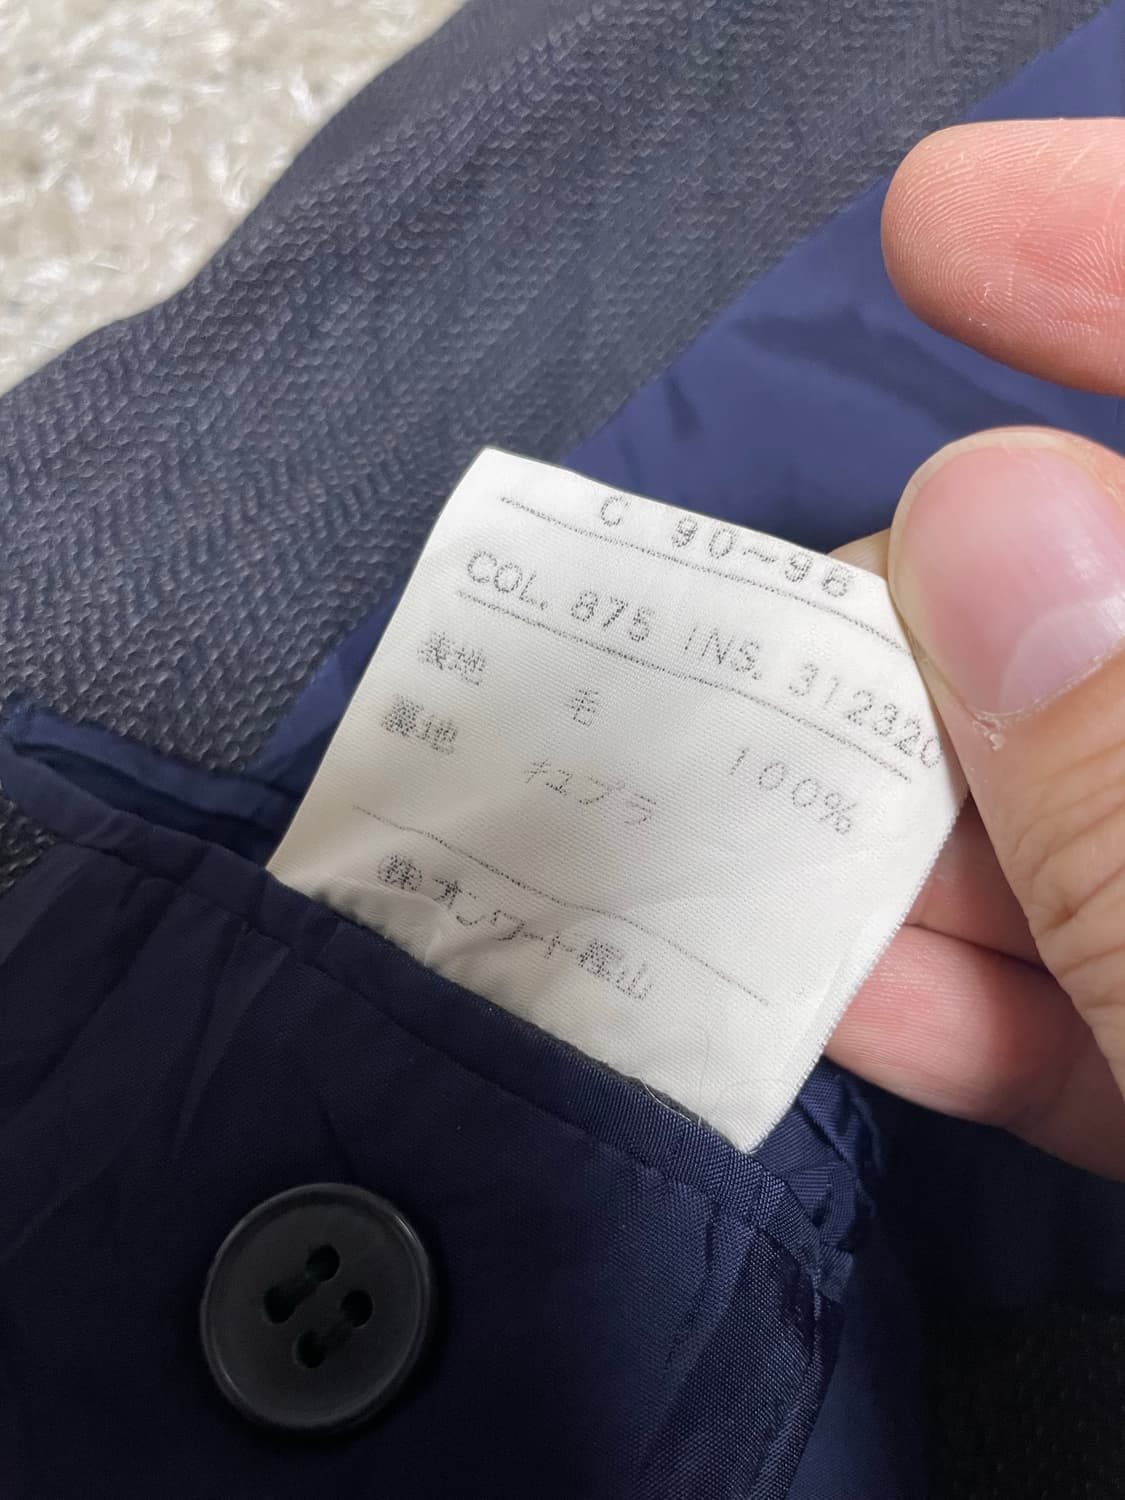 C 90~96
COL. 875 INS. 312320
表地 毛 100%
裏地 キュプラ
㈱オンワード樫山